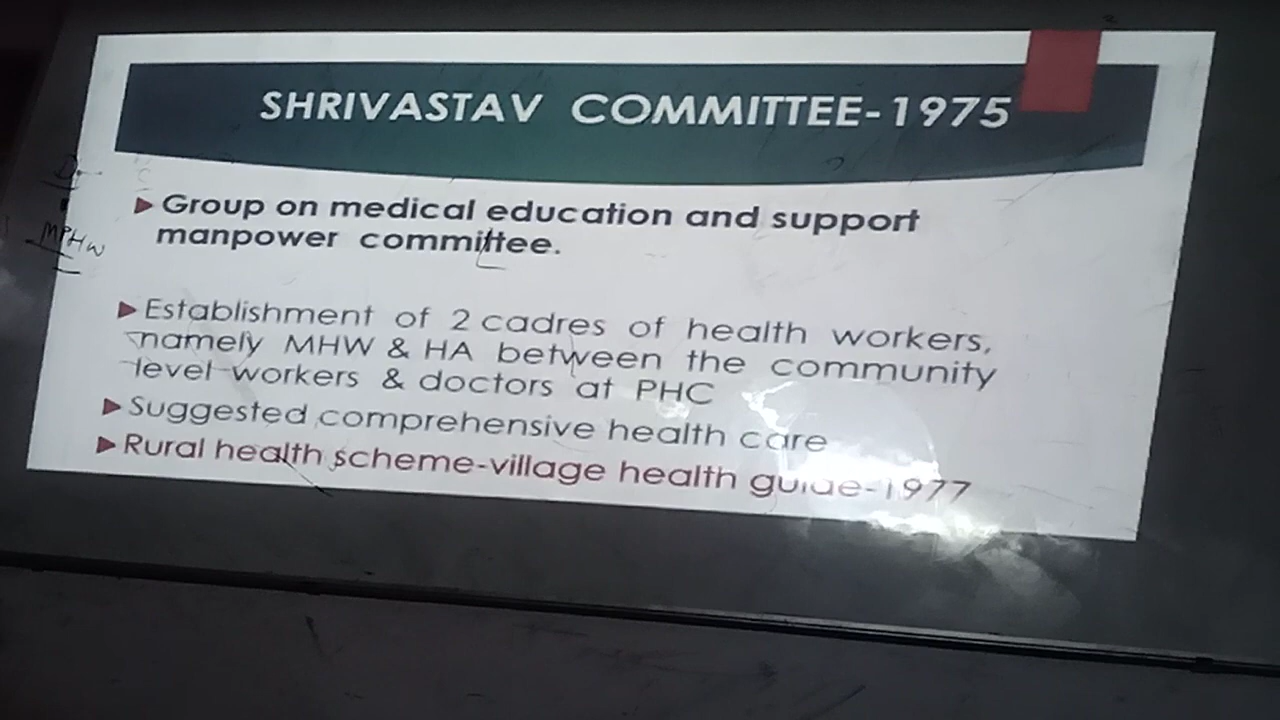 SHRIVASTAV COMMITTEE-1975
Group on medical education and support
manpower committee.
Establishment of 2 cadres of health workers,
namely MHW & HA between the community
level workers & doctors at PHC
Suggested comprehensive health care
Rural health scheme-village health guide-1977
Dr
MPHW